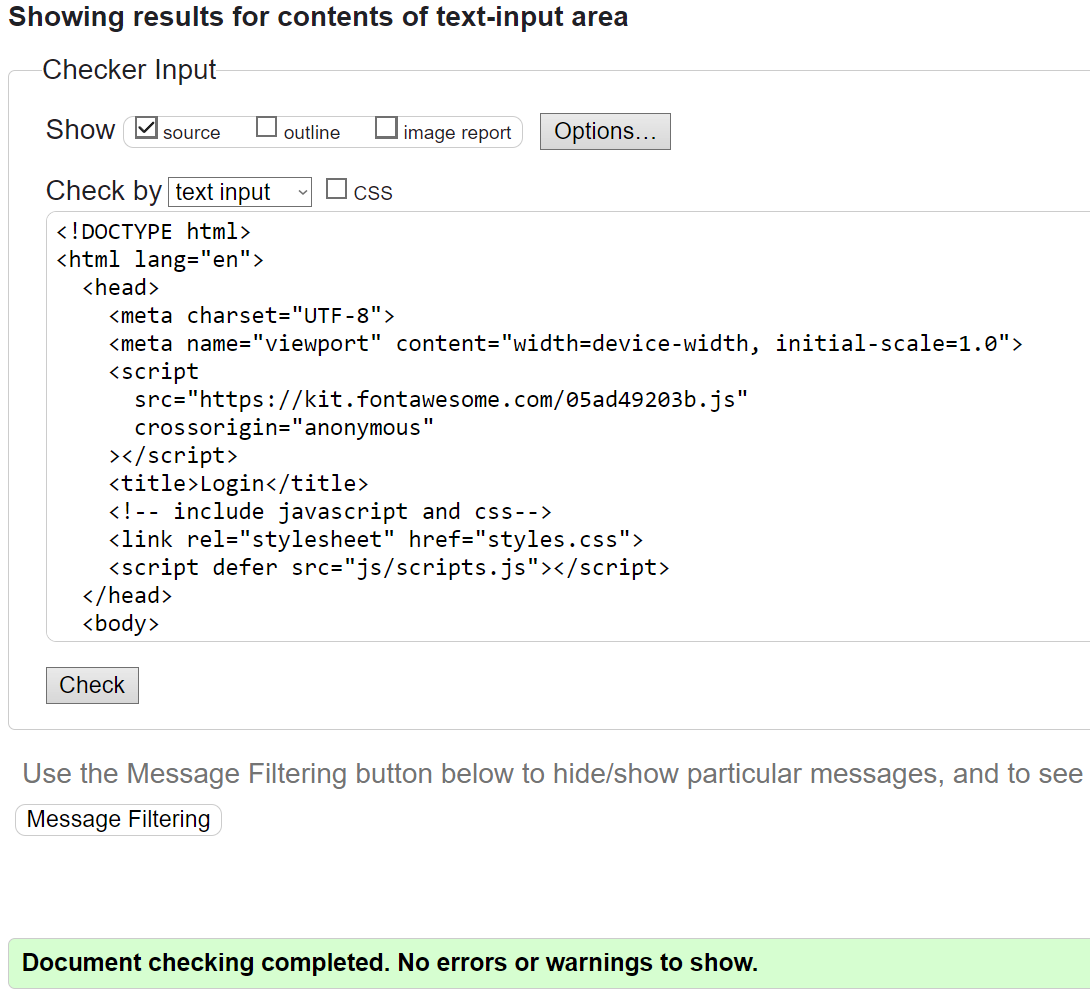 Showing results for contents of text-input area
Checker Input
Show source outline image report Options...
Check by text input CSS
<!DOCTYPE html>
<html lang="en">
  <head>
    <meta charset="UTF-8">
    <meta name="viewport" content="width=device-width, initial-scale=1.0">
    <script
      src="https://kit.fontawesome.com/05ad49203b.js"
      crossorigin="anonymous"
    ></script>
    <title>Login</title>
    <!-- include javascript and css-->
    <link rel="stylesheet" href="styles.css">
    <script defer src="js/scripts.js"></script>
  </head>
  <body>
Check
Use the Message Filtering button below to hide/show particular messages, and to see
Message Filtering
Document checking completed. No errors or warnings to show.